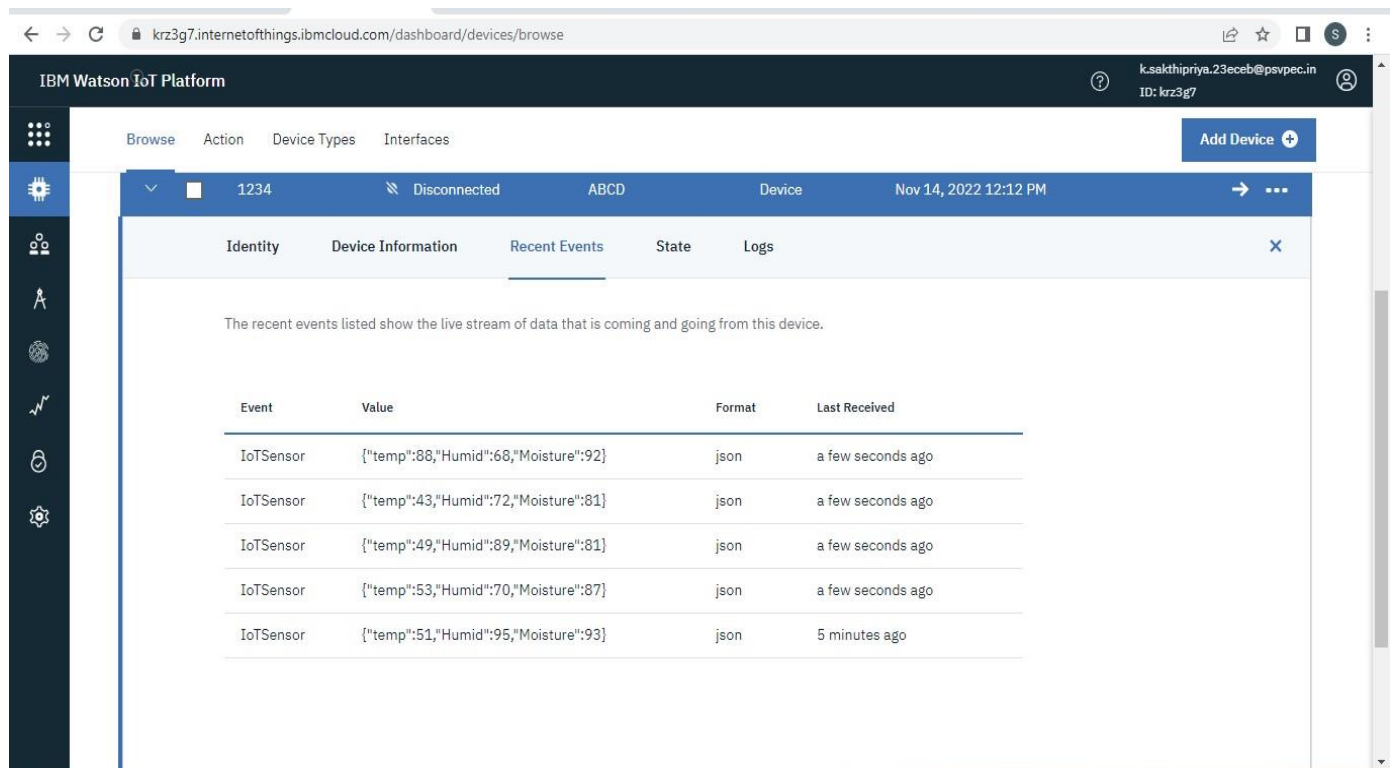 krz3g7.internetofthings.ibmcloud.com/dashboard/devices/browse
S
IBM Watson IoT Platform
k.sakthipriya.23eceb@psvpec.in
ID: krz3g7
Browse Action Device Types Interfaces
Add Device
1234 Disconnected ABCD Device Nov 14, 2022 12:12 PM
Identity Device Information Recent Events State Logs
The recent events listed show the live stream of data that is coming and going from this device.
Event Value Format Last Received
IoTSensor {"temp":88,"Humid":68,"Moisture":92} json a few seconds ago
IoTSensor {"temp":43,"Humid":72,"Moisture":81} json a few seconds ago
IoTSensor {"temp":49,"Humid":89,"Moisture":81} json a few seconds ago
IoTSensor {"temp":53,"Humid":70,"Moisture":87} json a few seconds ago
IoTSensor {"temp":51,"Humid":95,"Moisture":93} json 5 minutes ago